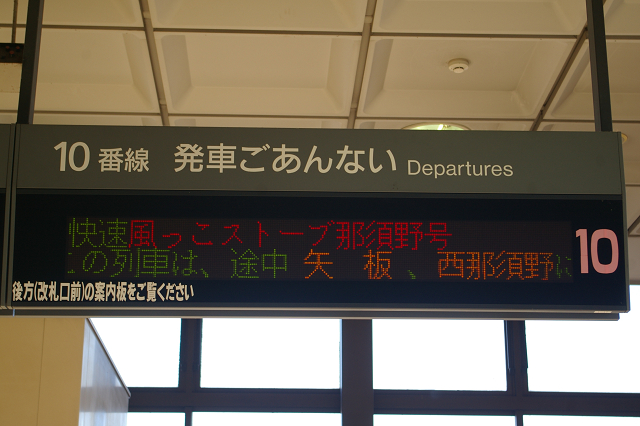 10 番線 発車ごあんない Departures
快速風っこストーブ那須野号
この列車は、途中 矢 板 、西那須野に
10
後方(改札口前)の案内板をご覧ください